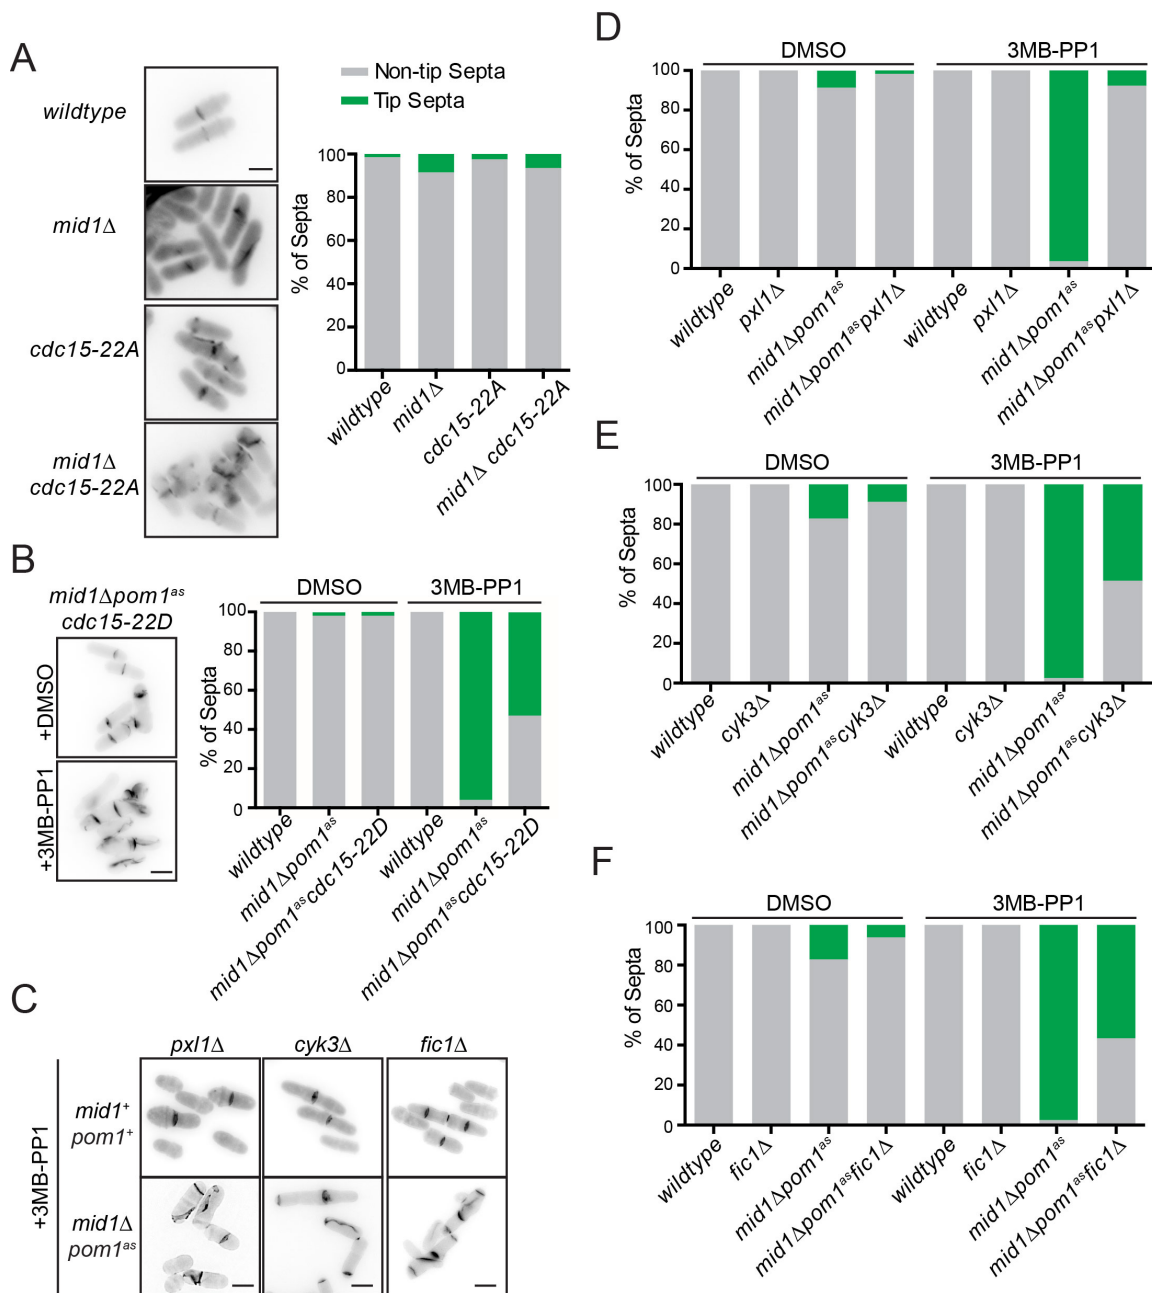 A
wildtype
mid1Δ
cdc15-22A
mid1Δ
cdc15-22A
Non-tip Septa
Tip Septa
% of Septa
100
80
60
40
20
0
wildtype
mid1Δ
cdc15-22A
mid1Δ cdc15-22A
B
mid1Δpom1as
cdc15-22D
+DMSO
+3MB-PP1
DMSO
3MB-PP1
% of Septa
100
80
60
40
20
0
wildtype
mid1Δpom1as
mid1Δpom1ascdc15-22D
wildtype
mid1Δpom1as
mid1Δpom1ascdc15-22D
C
pxl1Δ
cyk3Δ
fic1Δ
+3MB-PP1
mid1+
pom1+
mid1Δ
pom1as
D
DMSO
3MB-PP1
% of Septa
100
80
60
40
20
0
wildtype
pxl1Δ
mid1Δpom1as
mid1Δpom1aspxl1Δ
wildtype
pxl1Δ
mid1Δpom1as
mid1Δpom1aspxl1Δ
E
DMSO
3MB-PP1
% of Septa
100
80
60
40
20
0
wildtype
cyk3Δ
mid1Δpom1as
mid1Δpom1ascyk3Δ
wildtype
cyk3Δ
mid1Δpom1as
mid1Δpom1ascyk3Δ
F
DMSO
3MB-PP1
% of Septa
100
80
60
40
20
0
wildtype
fic1Δ
mid1Δpom1as
mid1Δpom1asfic1Δ
wildtype
fic1Δ
mid1Δpom1as
mid1Δpom1asfic1Δ